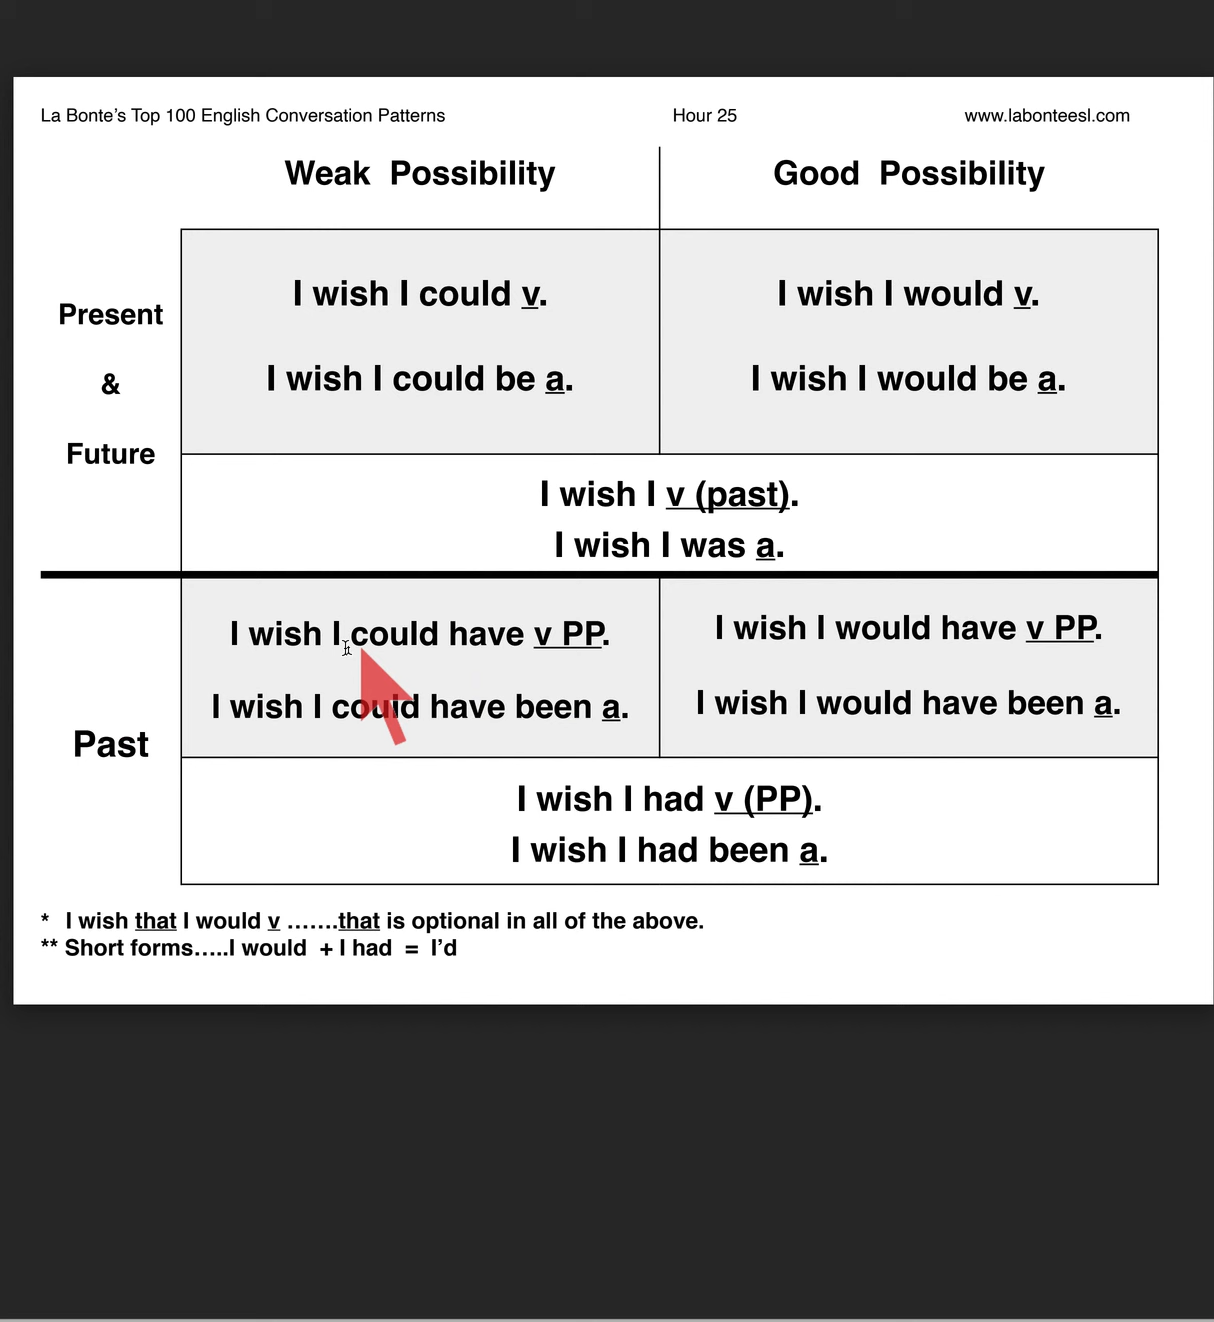 La Bonte’s Top 100 English Conversation Patterns Hour 25 www.labonteesl.com
Weak Possibility Good Possibility
Present
&
Future
I wish I could v.
I wish I could be a.
I wish I would v.
I wish I would be a.
I wish I v (past).
I wish I was a.
Past
I wish I could have v PP.
I wish I could have been a.
I wish I would have v PP.
I wish I would have been a.
I wish I had v (PP).
I wish I had been a.
* I wish that I would v …….that is optional in all of the above.
** Short forms…..I would + I had = I’d